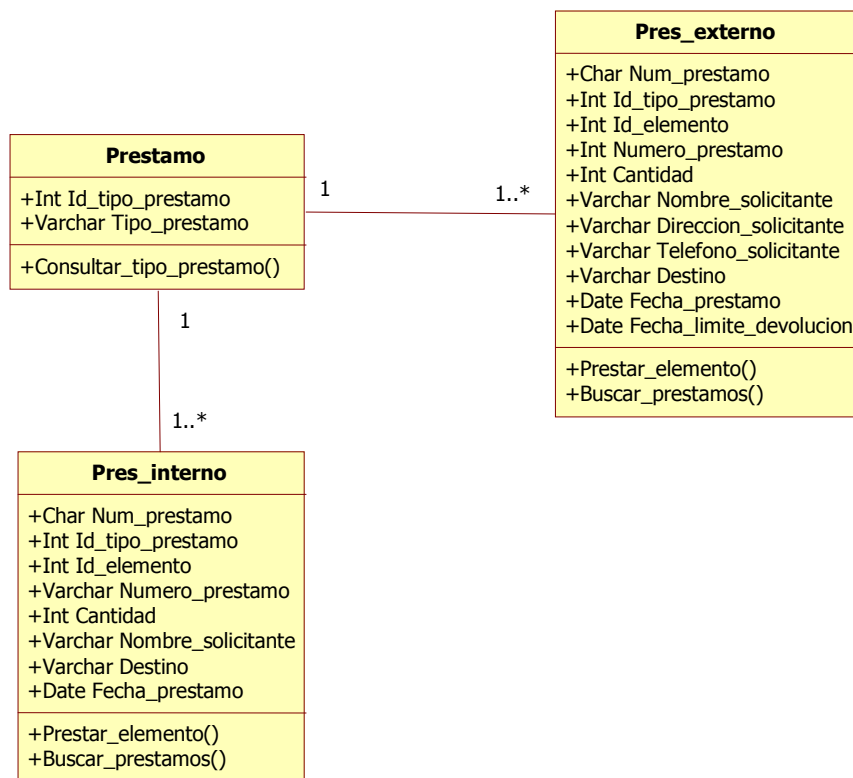 Pres_externo
+Char Num_prestamo
+Int Id_tipo_prestamo
+Int Id_elemento
+Int Numero_prestamo
+Int Cantidad
+Varchar Nombre_solicitante
+Varchar Direccion_solicitante
+Varchar Telefono_solicitante
+Varchar Destino
+Date Fecha_prestamo
+Date Fecha_limite_devolucion
+Prestar_elemento()
+Buscar_prestamos()
Prestamo
+Int Id_tipo_prestamo
+Varchar Tipo_prestamo
+Consultar_tipo_prestamo()
1
1..*
1
1..*
Pres_interno
+Char Num_prestamo
+Int Id_tipo_prestamo
+Int Id_elemento
+Varchar Numero_prestamo
+Int Cantidad
+Varchar Nombre_solicitante
+Varchar Destino
+Date Fecha_prestamo
+Prestar_elemento()
+Buscar_prestamos()